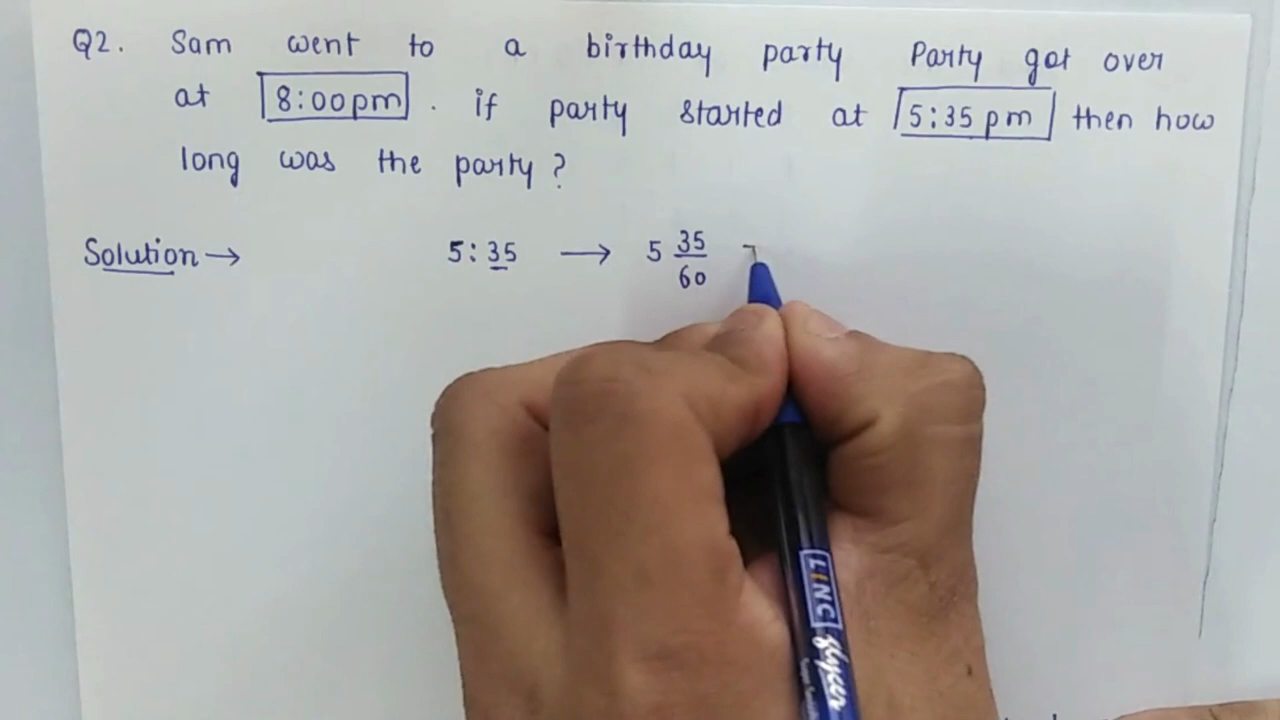 Q2. Sam went to a birthday party Party got over
at 8:00pm . if party started at 5:35 pm then how
long was the party?
Solution → 5:35 → 5 35/60
LINC glycer